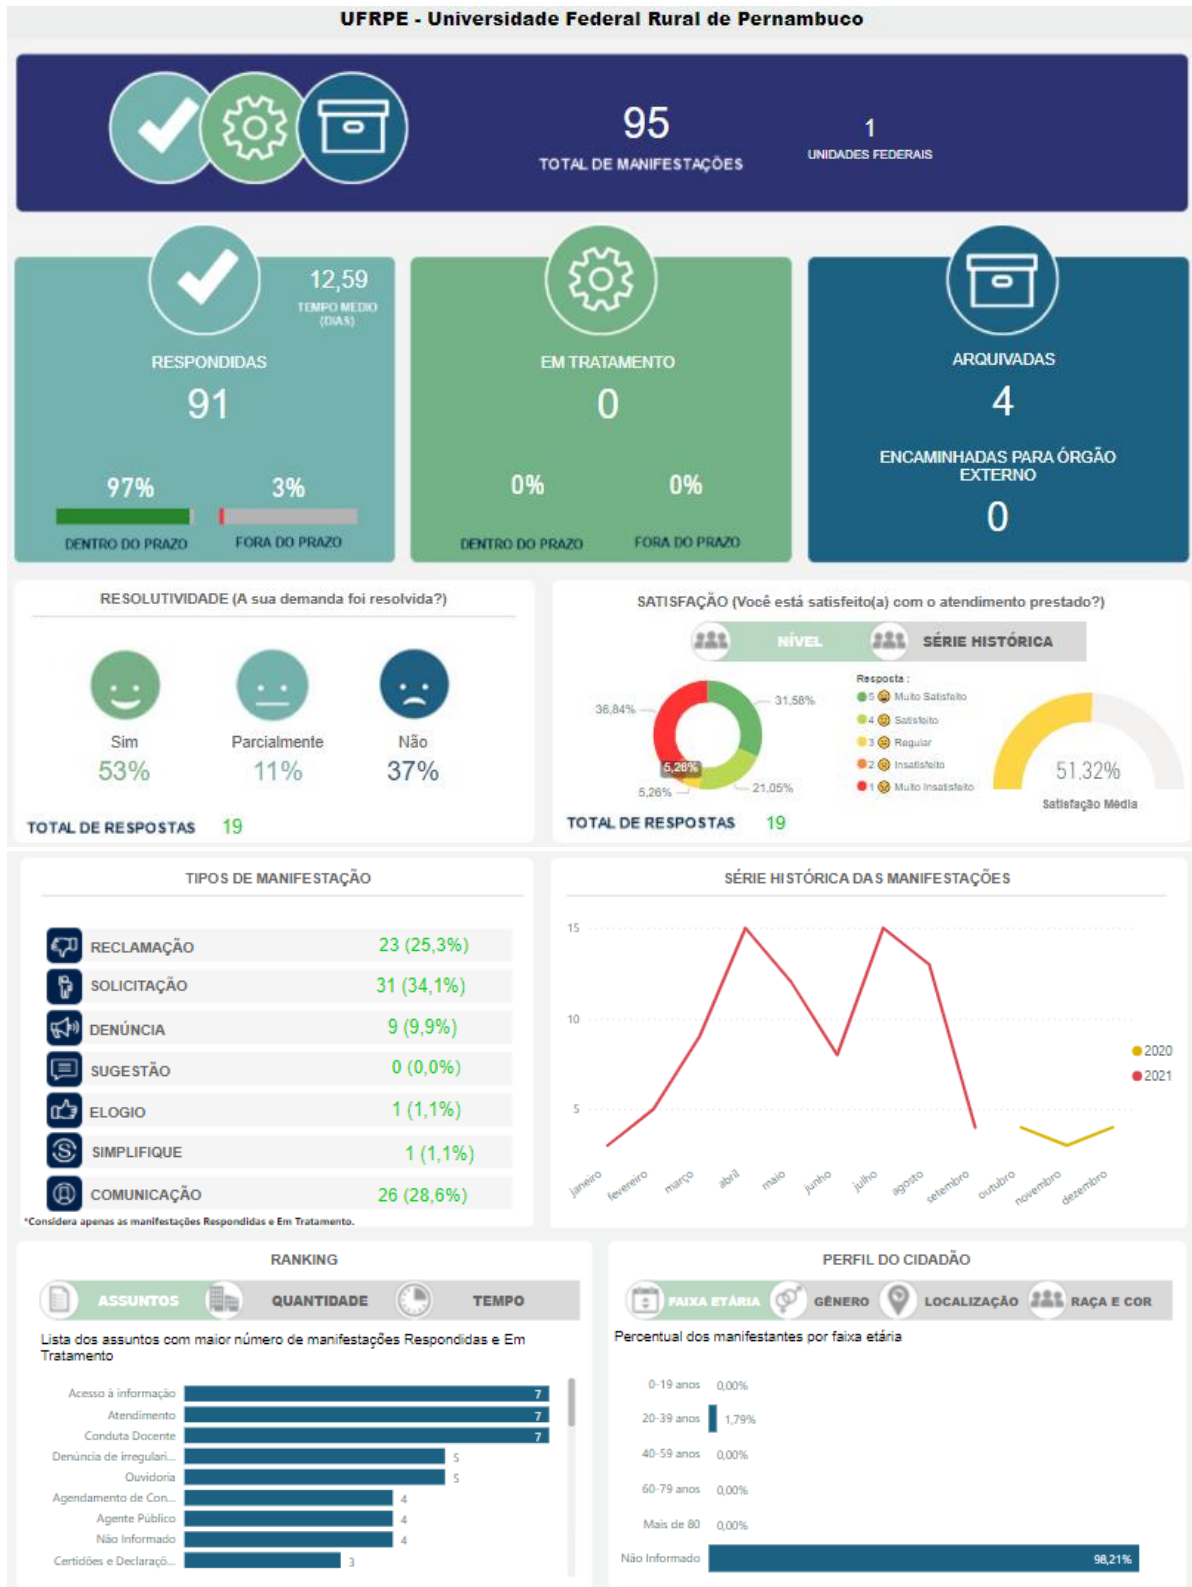 UFRPE - Universidade Federal Rural de Pernambuco
95
TOTAL DE MANIFESTAÇÕES
1
UNIDADES FEDERAIS
12,59
TEMPO MEDIO
(DIAS)
RESPONDIDAS
91
97%
DENTRO DO PRAZO
3%
FORA DO PRAZO
EM TRATAMENTO
0
0%
DENTRO DO PRAZO
0%
FORA DO PRAZO
ARQUIVADAS
4
ENCAMINHADAS PARA ÓRGÃO
EXTERNO
0
RESOLUTIVIDADE (A sua demanda foi resolvida?)
Sim
53%
Parcialmente
11%
Não
37%
TOTAL DE RESPOSTAS 19
SATISFAÇÃO (Você está satisfeito(a) com o atendimento prestado?)
NÍVEL
SÉRIE HISTÓRICA
36,84%
31,58%
5,26%
5,26%
21,05%
Resposta :
5 Muito Satisfeito
4 Satisfeito
3 Regular
2 Insatisfeito
1 Muito Insatisfeito
51,32%
Satisfação Média
TOTAL DE RESPOSTAS 19
TIPOS DE MANIFESTAÇÃO
RECLAMAÇÃO 23 (25,3%)
SOLICITAÇÃO 31 (34,1%)
DENÚNCIA 9 (9,9%)
SUGESTÃO 0 (0,0%)
ELOGIO 1 (1,1%)
SIMPLIFIQUE 1 (1,1%)
COMUNICAÇÃO 26 (28,6%)
*Considera apenas as manifestações Respondidas e Em Tratamento.
SÉRIE HISTÓRICA DAS MANIFESTAÇÕES
15
10
5
janeiro
fevereiro
março
abril
maio
junho
julho
agosto
setembro
outubro
novembro
dezembro
2020
2021
RANKING
ASSUNTOS
QUANTIDADE
TEMPO
Lista dos assuntos com maior número de manifestações Respondidas e Em
Tratamento
Acesso à informação 7
Atendimento 7
Conduta Docente 7
Denúncia de irregulari... 5
Ouvidoria 5
Agendamento de Con... 4
Agente Público 4
Não Informado 4
Certidões e Declaraçõ... 3
PERFIL DO CIDADÃO
FAIXA ETÁRIA
GÊNERO
LOCALIZAÇÃO
RAÇA E COR
Percentual dos manifestantes por faixa etária
0-19 anos 0,00%
20-39 anos 1,79%
40-59 anos 0,00%
60-79 anos 0,00%
Mais de 80 0,00%
Não Informado 98,21%